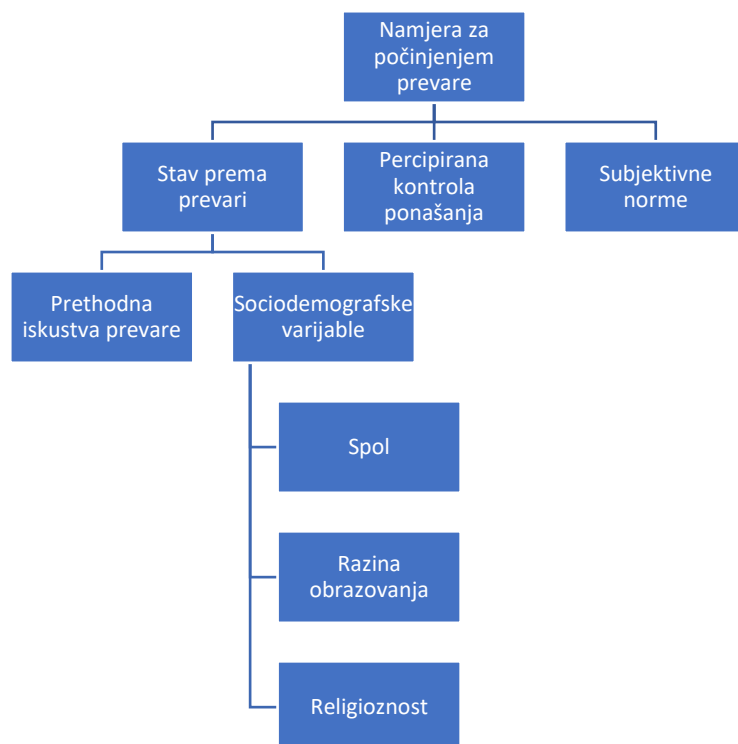 Namjera za
počinjenjem
prevare
Stav prema
prevari
Percipirana
kontrola
ponašanja
Subjektivne
norme
Prethodna
iskustva prevare
Sociodemografske
varijable
Spol
Razina
obrazovanja
Religioznost